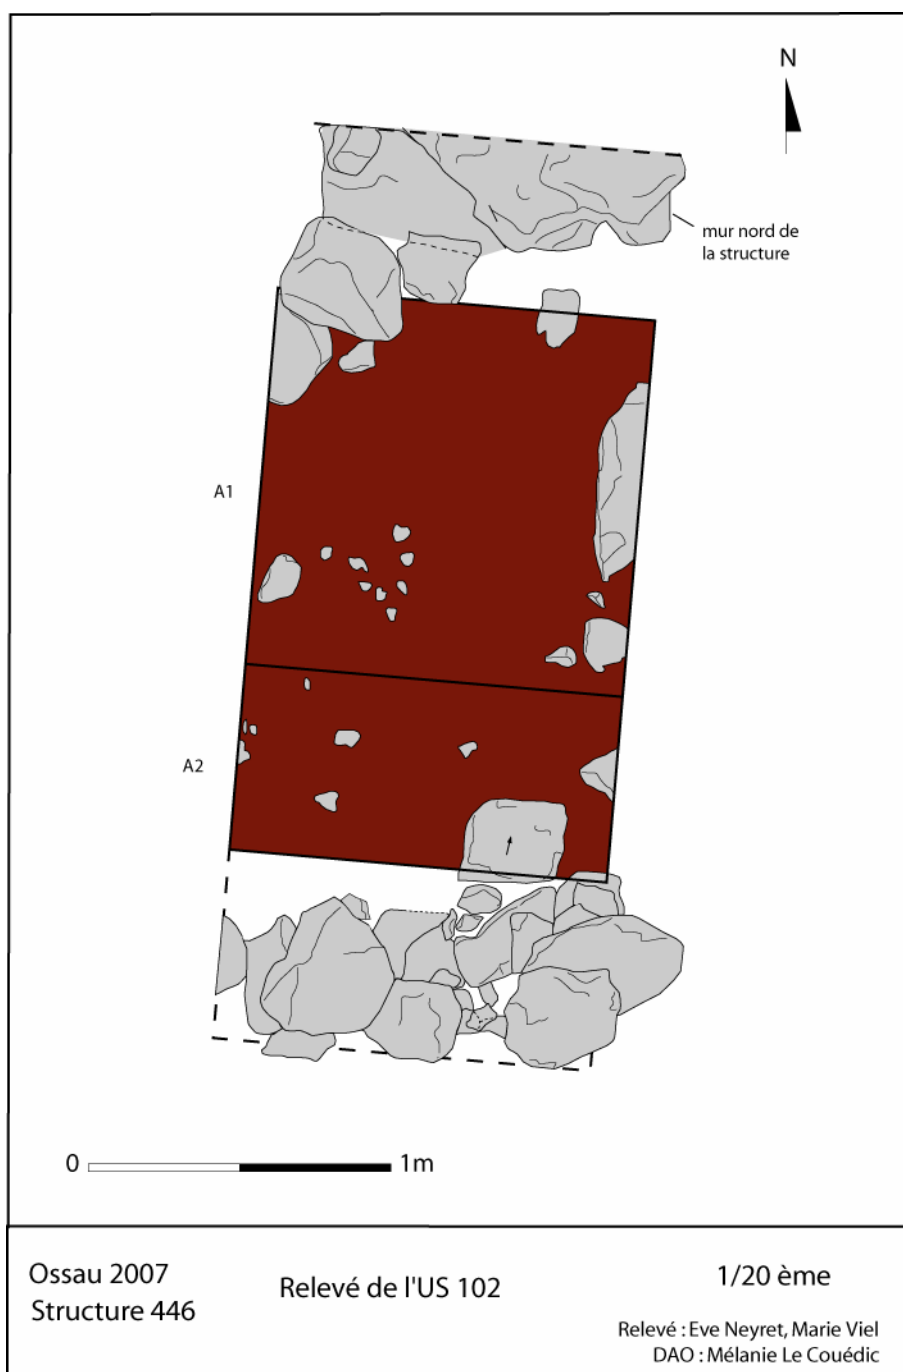 N
mur nord de
la structure
A1
A2
0 1m
Ossau 2007
Structure 446
Relevé de l'US 102
1/20 ème
Relevé : Eve Neyret, Marie Viel
DAO : Mélanie Le Couédic